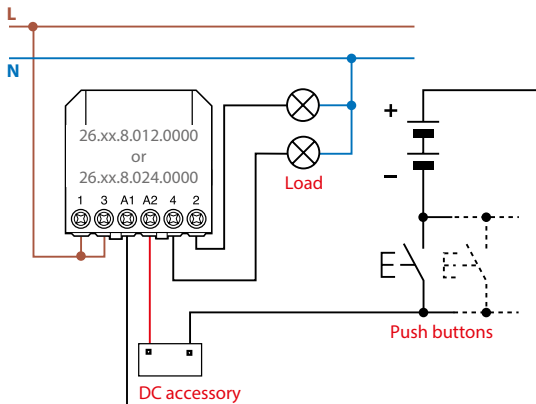 L
N
26.xx.8.012.0000
or
26.xx.8.024.0000
1 3 A1 A2 4 2
Load
+
−
Push buttons
DC accessory